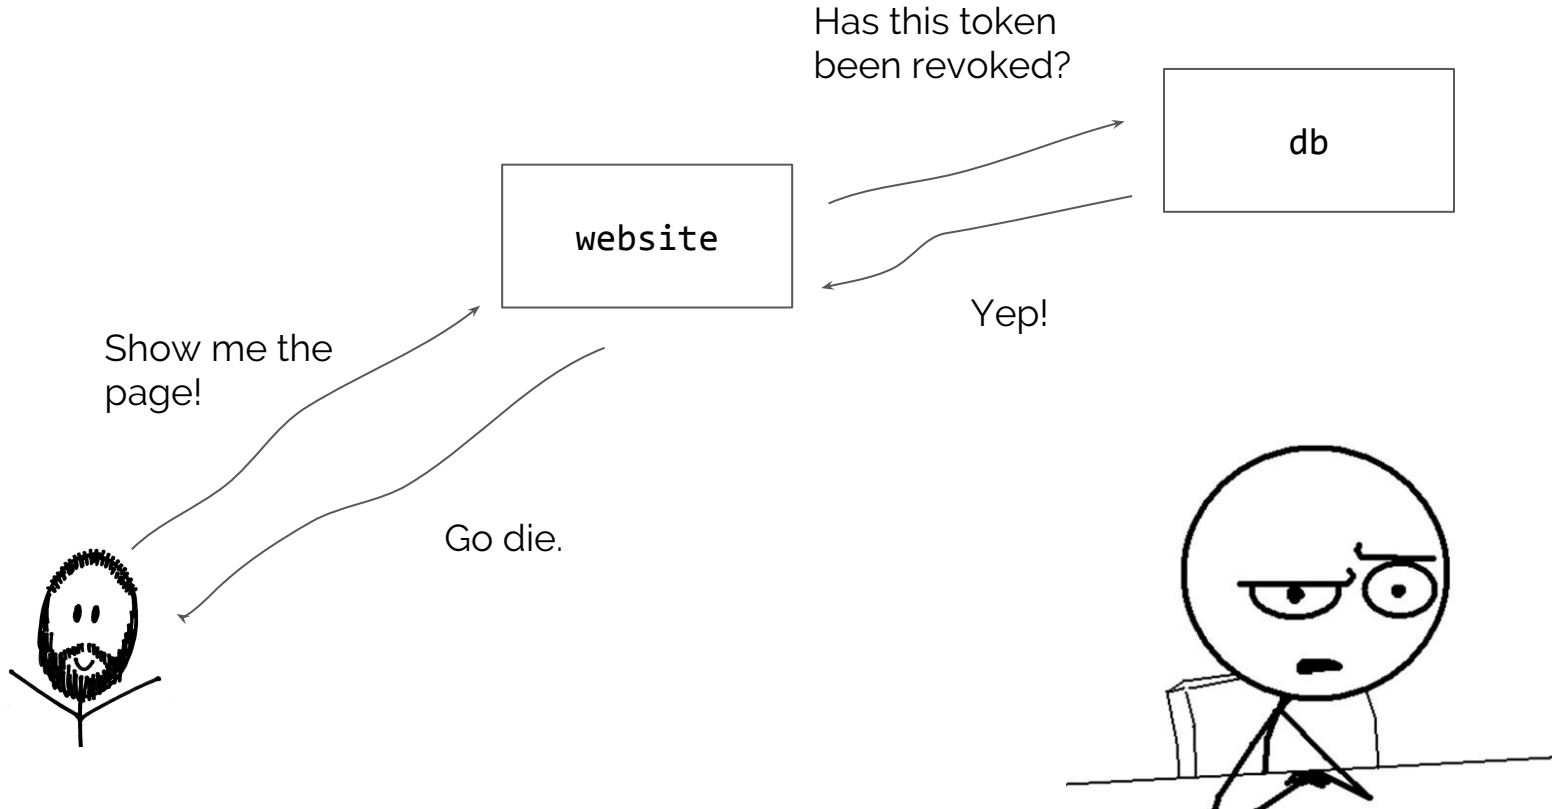 Has this token
been revoked?
db
website
Yep!
Show me the
page!
Go die.